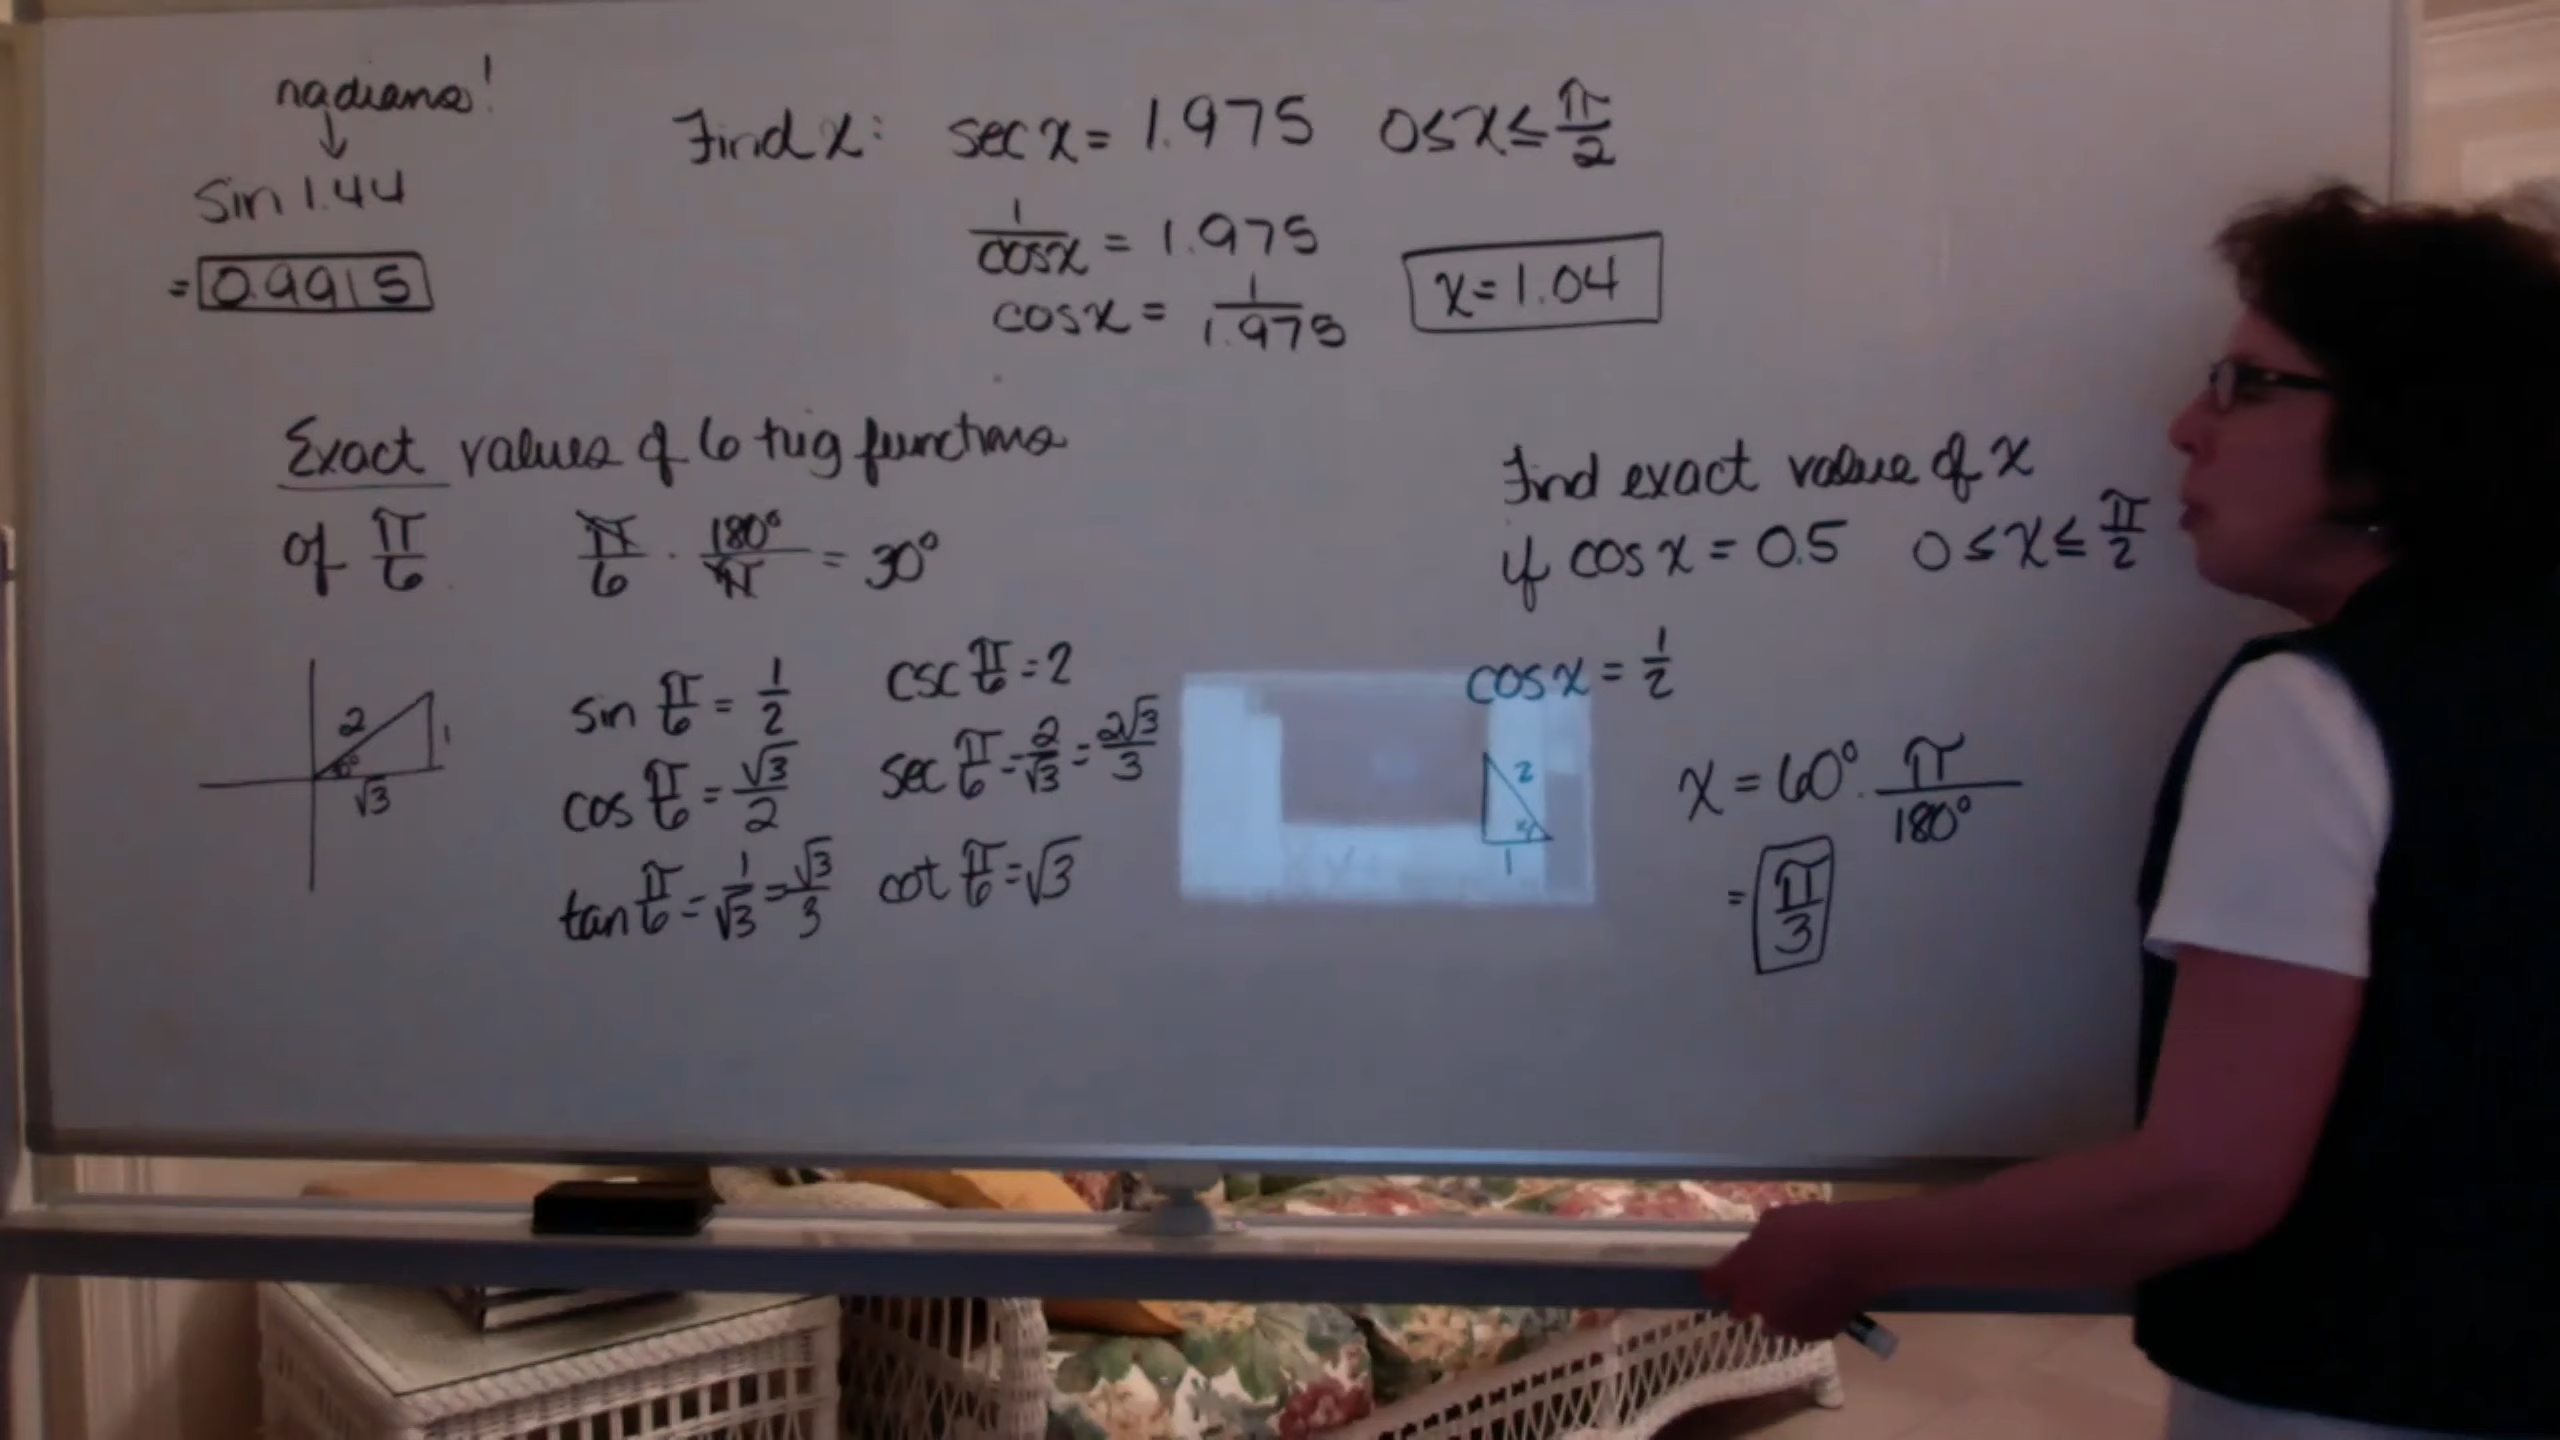 radians!
↓
sin 1.44
= 0.9915
Find x: sec x = 1.975 0 ≤ x ≤ π/2
1/cos x = 1.975
cos x = 1/1.975
x = 1.04
Exact values of 6 trig functions
of π/6 π/6 · 180°/π = 30°
2
1
30°
√3
sin π/6 = 1/2
cos π/6 = √3/2
tan π/6 = 1/√3 = √3/3
csc π/6 = 2
sec π/6 = 2/√3 = 2√3/3
cot π/6 = √3
Find exact value of x
if cos x = 0.5 0 ≤ x ≤ π/2
cos x = 1/2
2
x
1
x = 60° · π/180°
= π/3